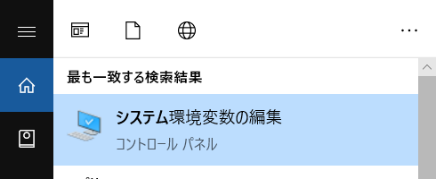 最も一致する検索結果
システム環境変数の編集
コントロール パネル